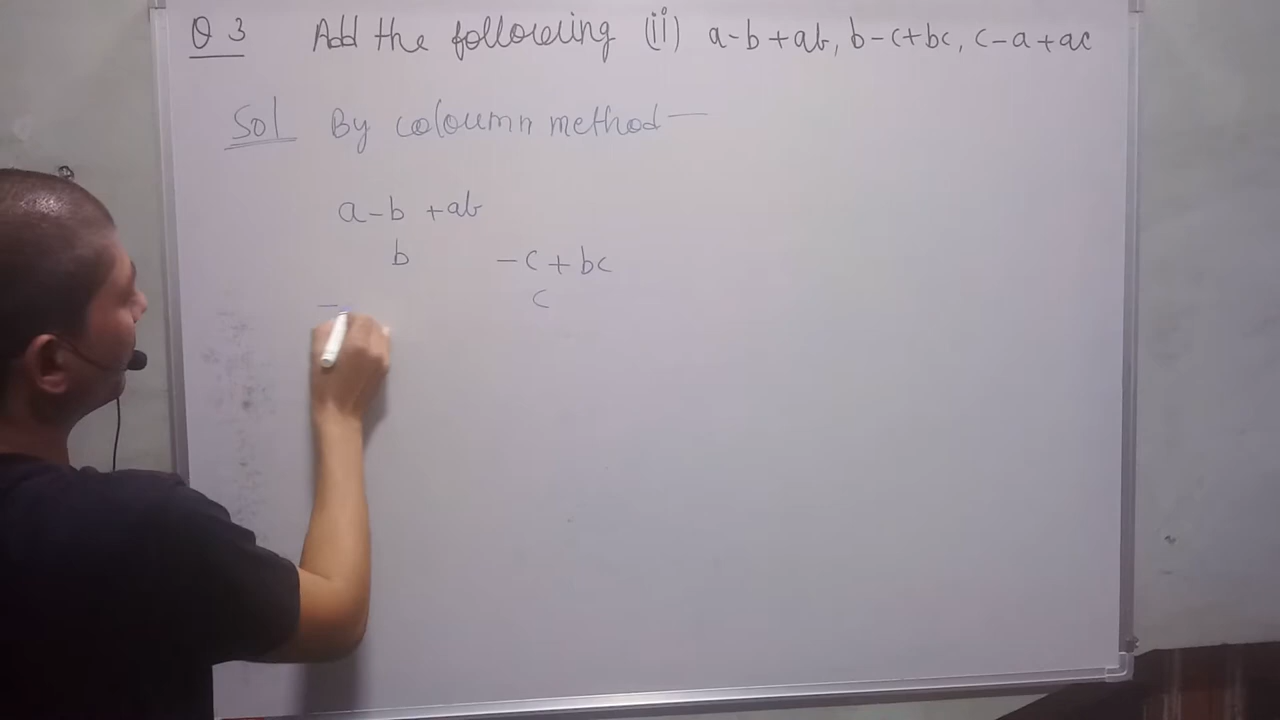 Q 3 Add the following (ii) a-b+ab, b-c+bc, c-a+ac
Sol By coloumn method—
a-b +ab
b -c+bc
- c